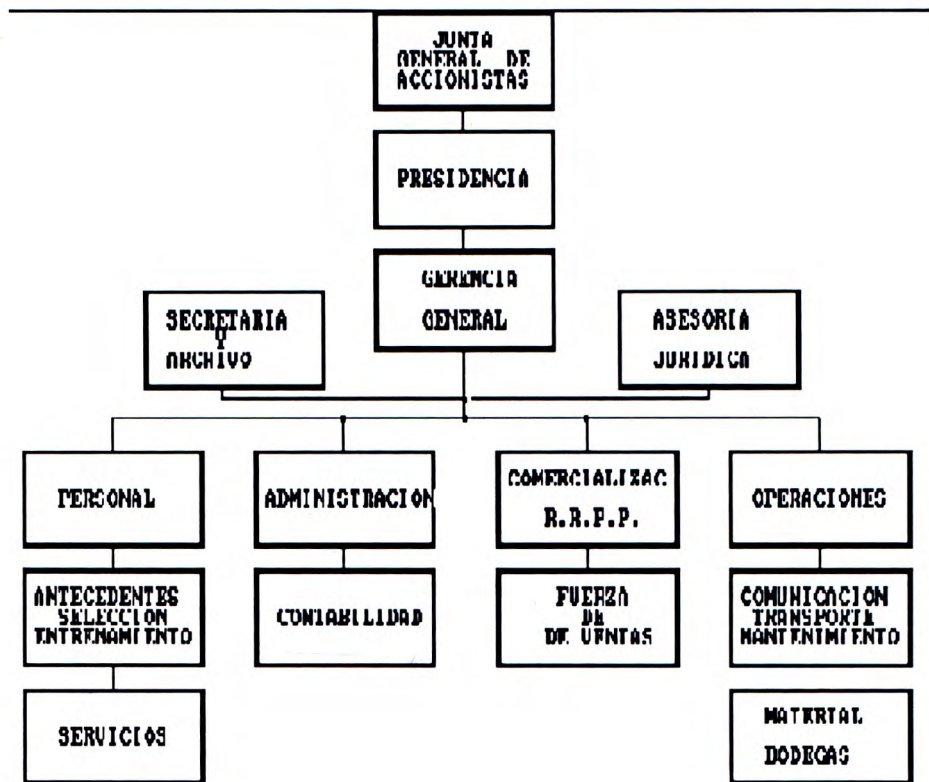 JUNTA
GENERAL DE
ACCIONISTAS
PRESIDENCIA
GERENCIA
GENERAL
SECRETARIA
Y
ARCHIVO
ASESORIA
JURIDICA
PERSONAL
ADMINISTRACION
COMERCIALIZAC
R.R.P.P.
OPERACIONES
ANTECEDENTES
SELECCION
ENTRENAMIENTO
CONTABILIDAD
FUERZA
DE
DE VENTAS
COMUNICACION
TRANSPORTE
MANTENIMIENTO
SERVICIOS
MATERIAL
BODEGAS